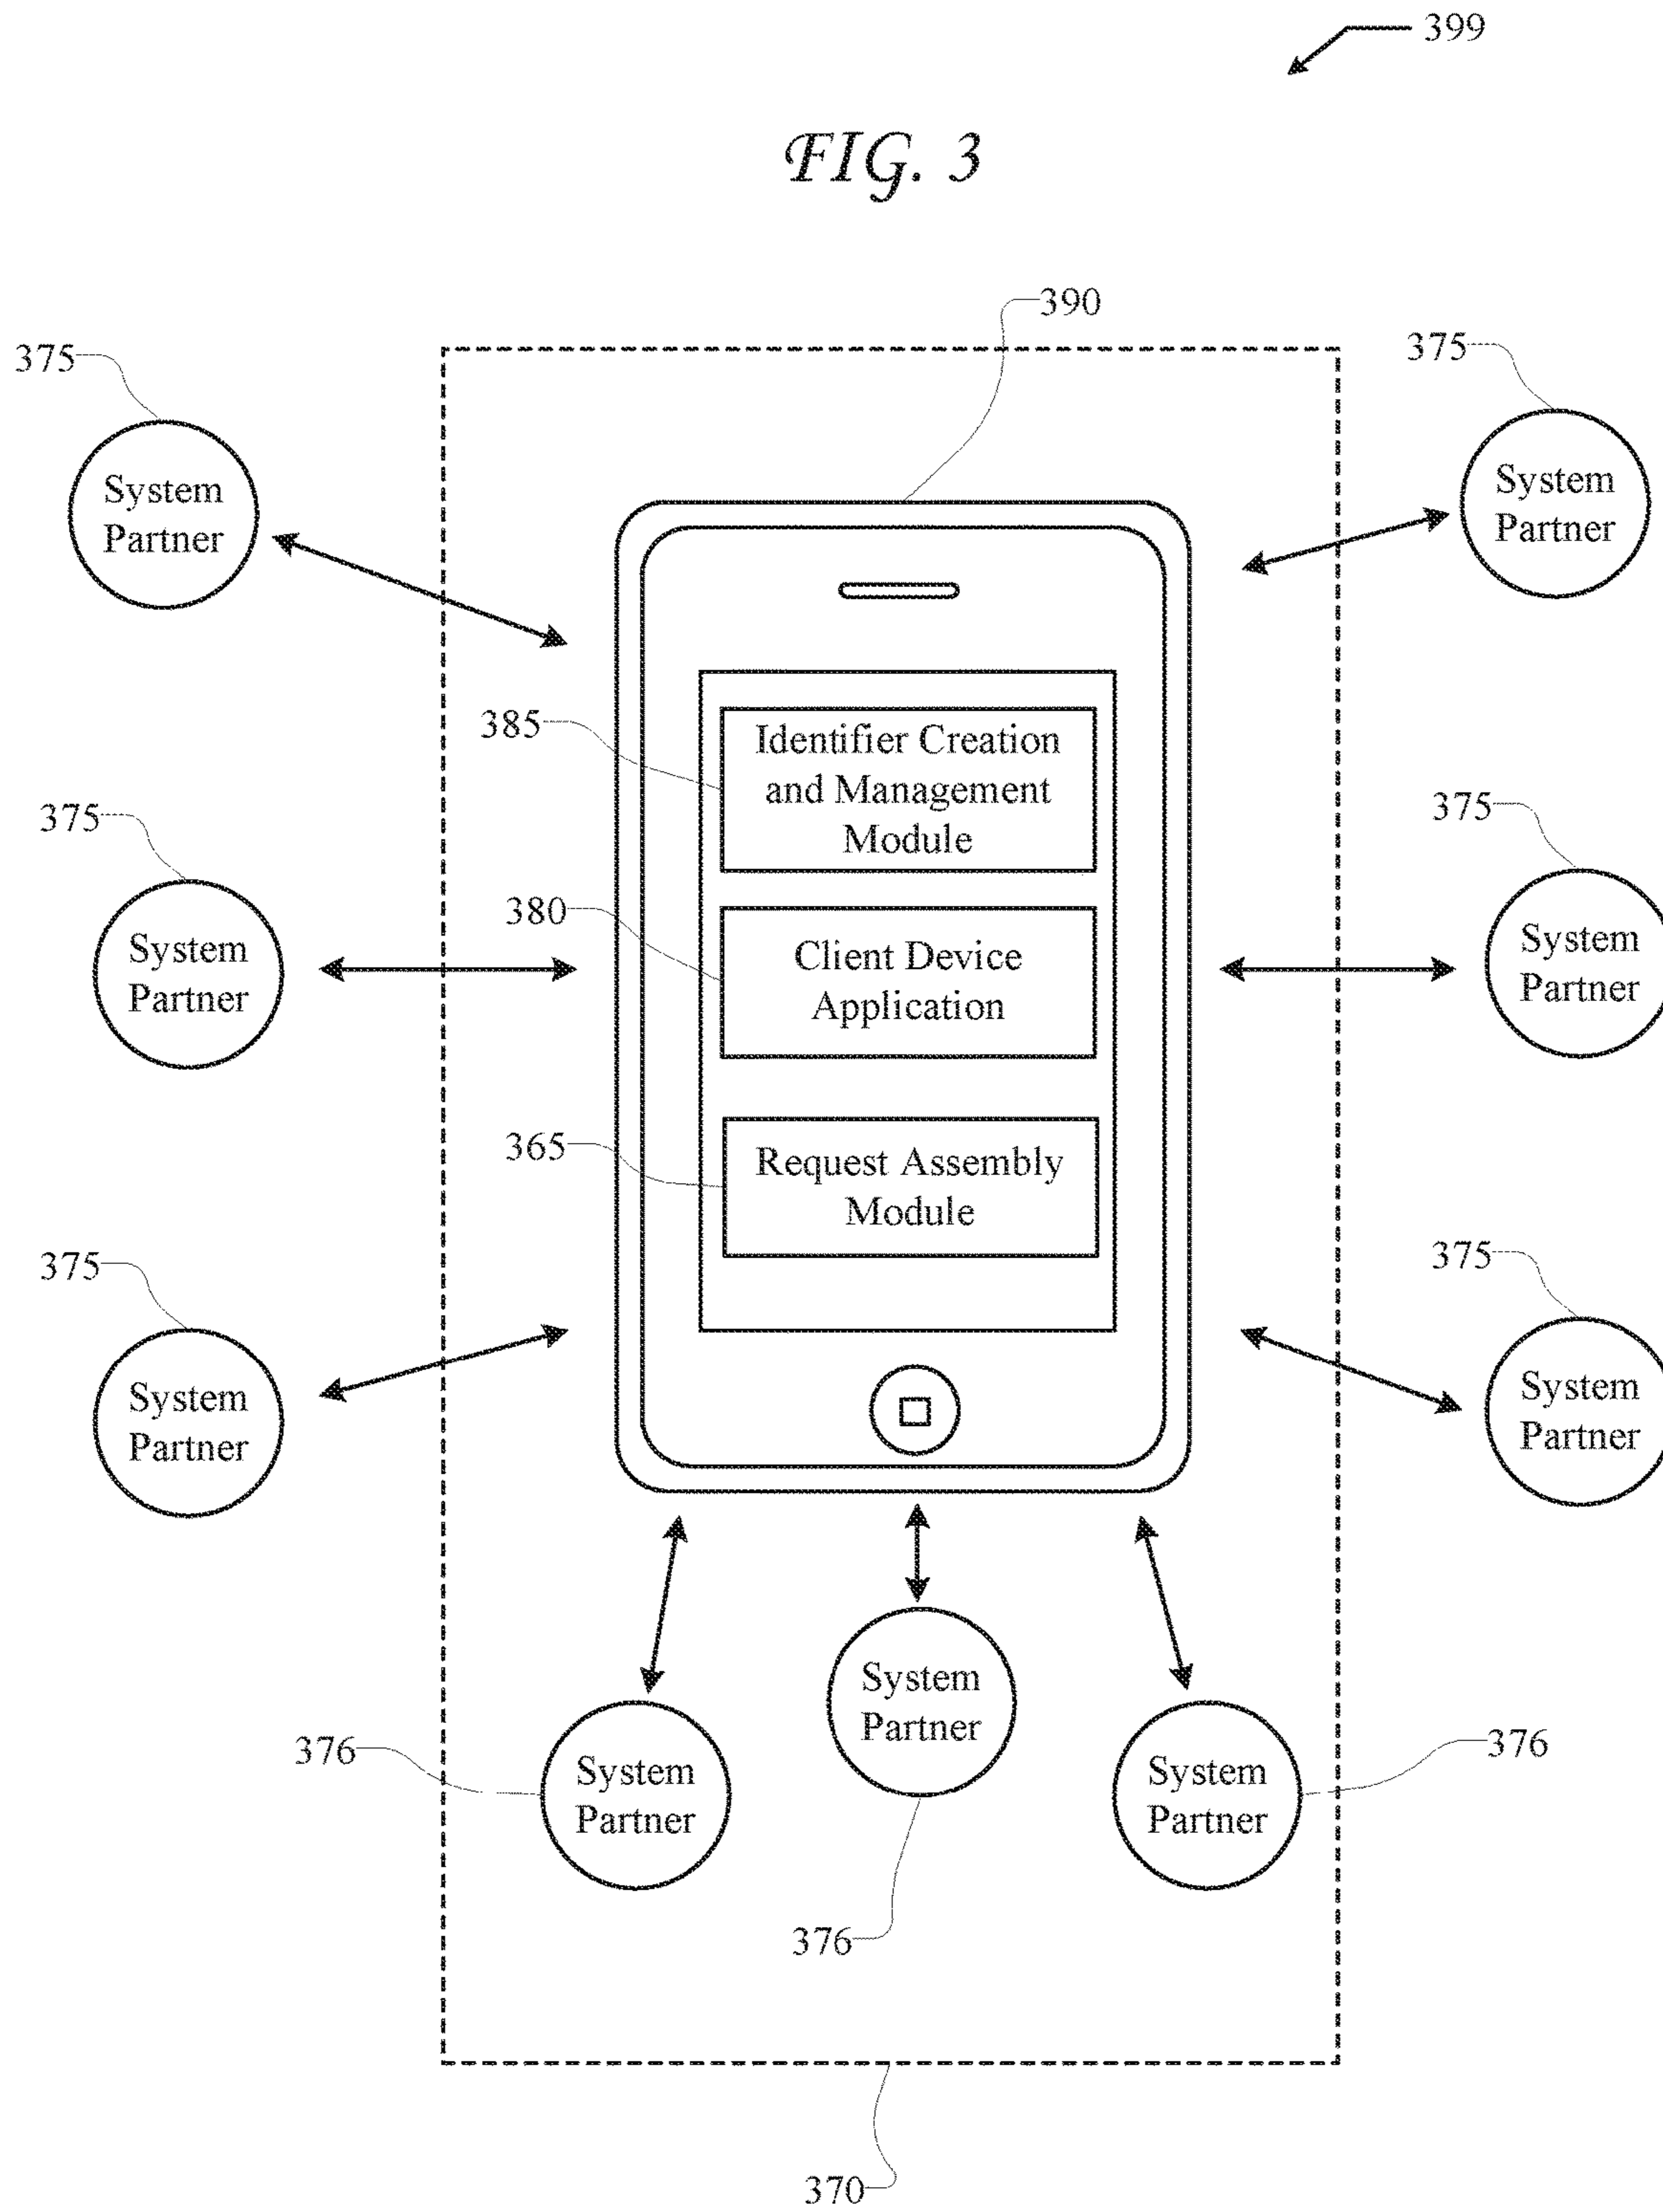 399
FIG. 3
390
375
375
System
Partner
System
Partner
385
Identifier Creation
and Management
Module
375
375
380
Client Device
Application
System
Partner
System
Partner
365
Request Assembly
Module
375
375
System
Partner
System
Partner
System
Partner
376
System
Partner
System
Partner
376
376
370